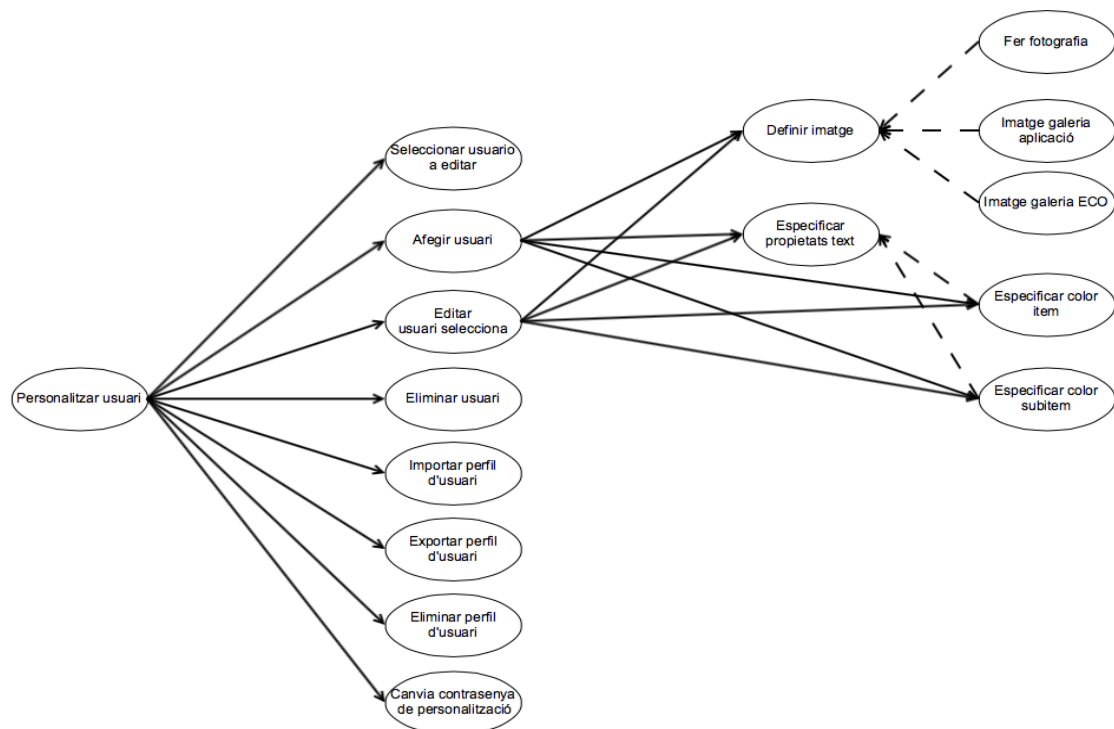 Fer fotografia
Definir imatge
Imatge galeria
aplicació
Seleccionar usuario
a editar
Imatge galeria ECO
Afegir usuari
Especificar
propietats text
Editar
usuari selecciona
Especificar color
item
Personalitzar usuari
Eliminar usuari
Especificar color
subitem
Importar perfil
d'usuari
Exportar perfil
d'usuari
Eliminar perfil
d'usuari
Canvia contrasenya
de personalització